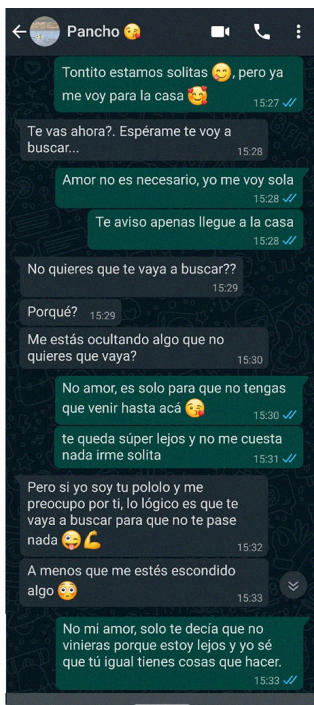 Pancho 😘
Tontito estamos solitas 😋, pero ya
me voy para la casa 🥰
15:27
Te vas ahora?. Espérame te voy a
buscar...
15:28
Amor no es necesario, yo me voy sola
15:28
Te aviso apenas llegue a la casa
15:28
No quieres que te vaya a buscar??
15:29
Porqué? 15:29
Me estás ocultando algo que no
quieres que vaya?
15:30
No amor, es solo para que no tengas
que venir hasta acá 😘
15:30
te queda súper lejos y no me cuesta
nada irme solita
15:31
Pero si yo soy tu pololo y me
preocupo por ti, lo lógico es que te
vaya a buscar para que no te pase
nada 😜💪
15:32
A menos que me estés escondido
algo 😳
15:33
No mi amor, solo te decía que no
vinieras porque estoy lejos y yo sé
que tú igual tienes cosas que hacer.
15:33